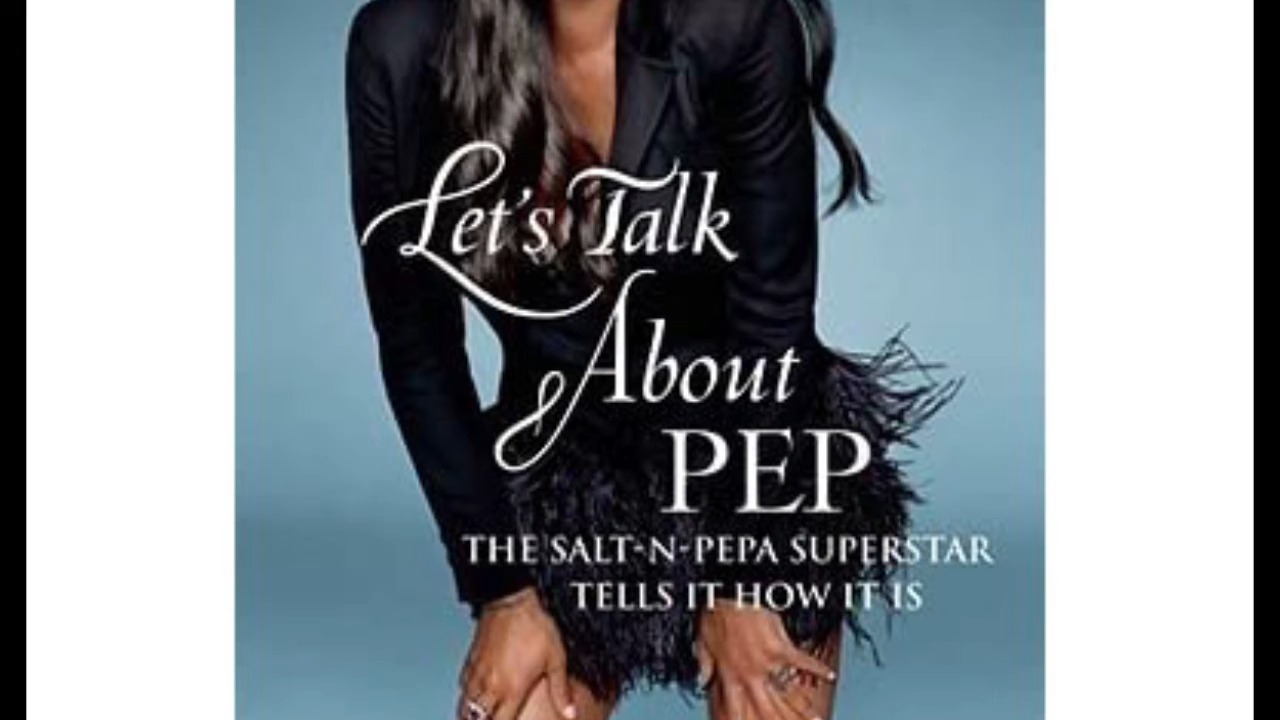 Let's Talk
About
PEP
THE SALT-N-PEPA SUPERSTAR
TELLS IT HOW IT IS